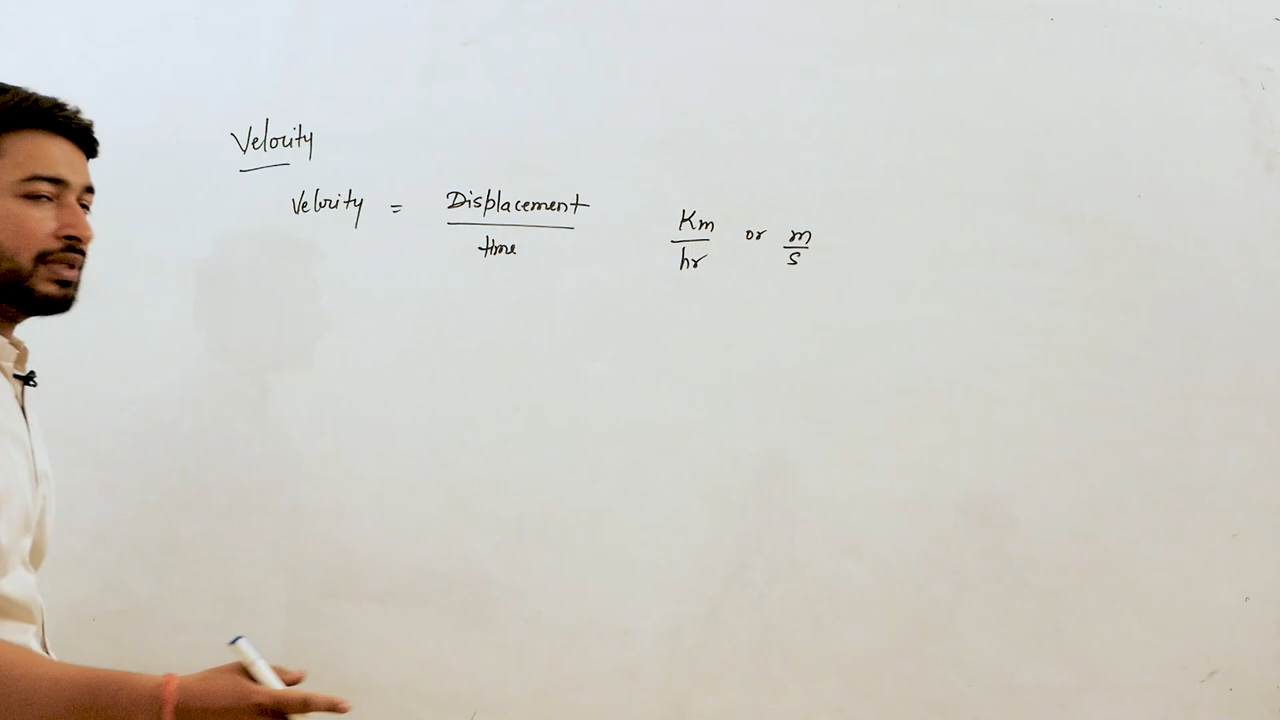 Velocity
Velocity = Displacement / time   Km / hr or m / s